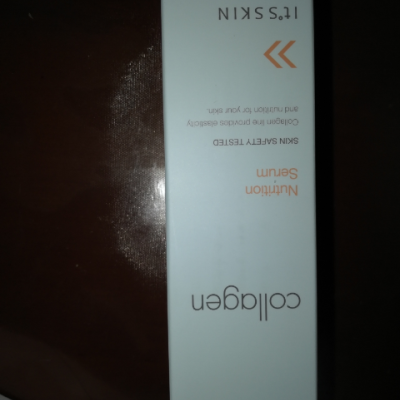 collagen
Nutrition
Serum
SKIN SAFETY TESTED
Collagen line provides elasticity
and nutrition for your skin.
It'S SKIN